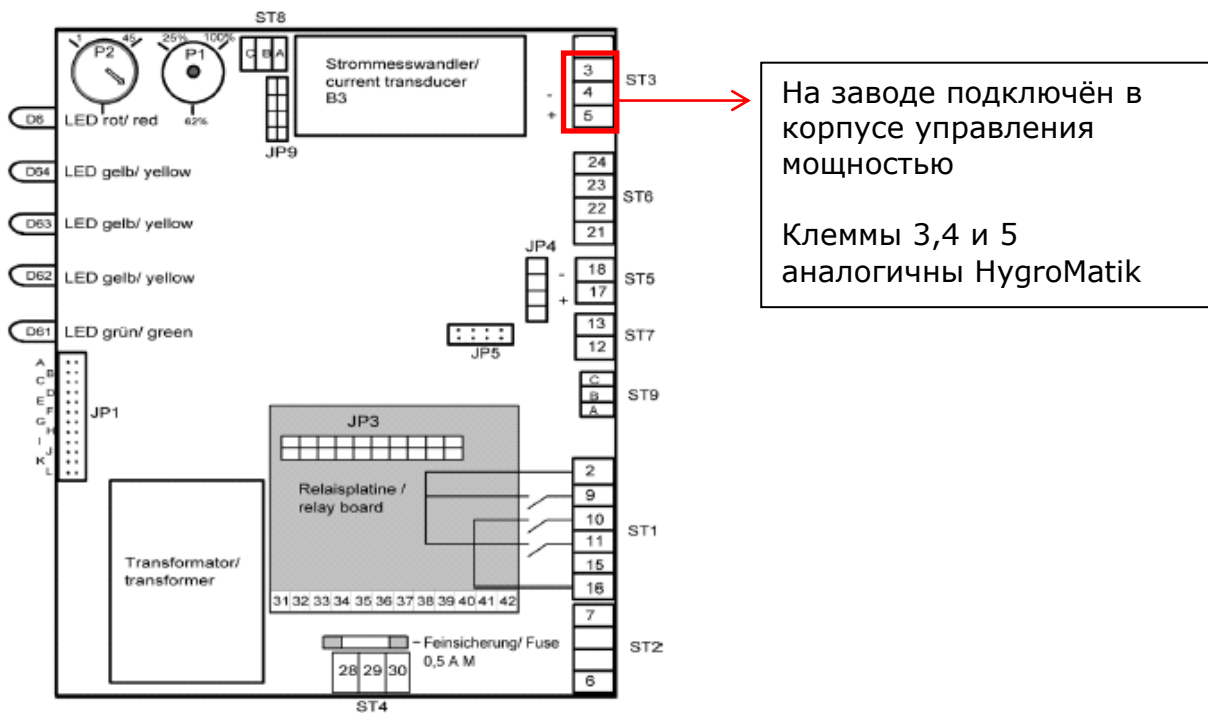 ST8
1 45 25% 100%
P2 P1 C B A
62%
Strommesswandler/
current transducer
B3
3
- 4
+ 5
ST3
D6 LED rot/ red
JP9
D64 LED gelb/ yellow
24
23
22
21
ST6
D63 LED gelb/ yellow
JP4
D62 LED gelb/ yellow
- 18
+ 17
ST5
D61 LED grün/ green
JP5
13
12
ST7
C
B
A
ST9
A
B
C
D
E
F
G
H
I
J
K
L
JP1
JP3
Relaisplatine /
relay board
2
9
10
11
15
16
ST1
Transformator/
transformer
31 32 33 34 35 36 37 38 39 40 41 42
7
6
ST2
- Feinsicherung/ Fuse
0,5 A M
28 29 30
ST4
На заводе подключён в
корпусе управления
мощностью
Клеммы 3,4 и 5
аналогичны HygroMatik